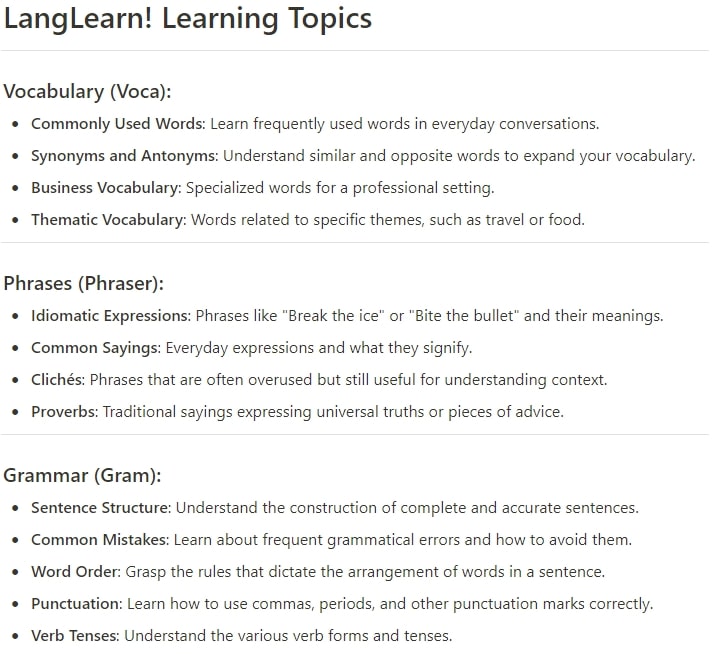 LangLearn! Learning Topics
Vocabulary (Voca):
• Commonly Used Words: Learn frequently used words in everyday conversations.
• Synonyms and Antonyms: Understand similar and opposite words to expand your vocabulary.
• Business Vocabulary: Specialized words for a professional setting.
• Thematic Vocabulary: Words related to specific themes, such as travel or food.
Phrases (Phraser):
• Idiomatic Expressions: Phrases like "Break the ice" or "Bite the bullet" and their meanings.
• Common Sayings: Everyday expressions and what they signify.
• Clichés: Phrases that are often overused but still useful for understanding context.
• Proverbs: Traditional sayings expressing universal truths or pieces of advice.
Grammar (Gram):
• Sentence Structure: Understand the construction of complete and accurate sentences.
• Common Mistakes: Learn about frequent grammatical errors and how to avoid them.
• Word Order: Grasp the rules that dictate the arrangement of words in a sentence.
• Punctuation: Learn how to use commas, periods, and other punctuation marks correctly.
• Verb Tenses: Understand the various verb forms and tenses.